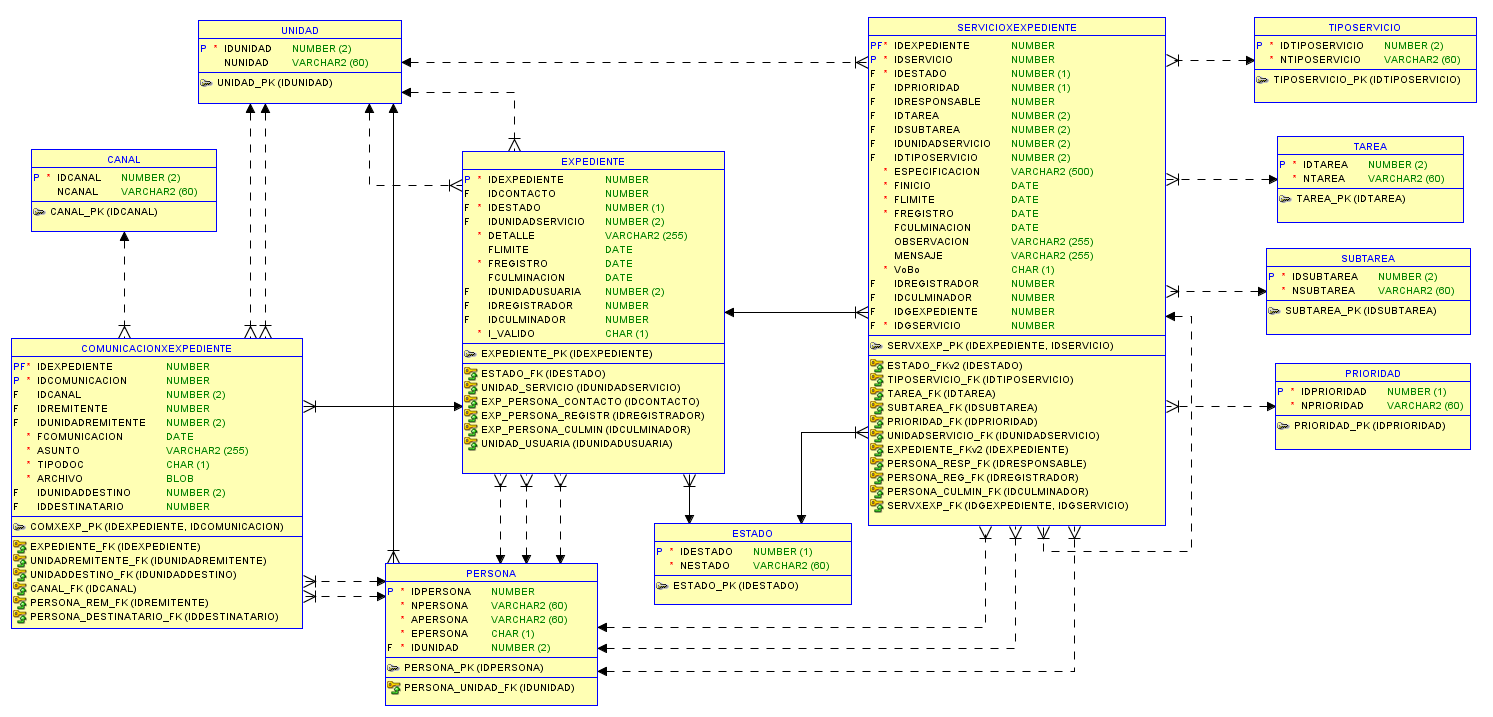 UNIDAD
P * IDUNIDAD NUMBER (2)
NUNIDAD VARCHAR2 (60)
UNIDAD_PK (IDUNIDAD)
CANAL
P * IDCANAL NUMBER (2)
NCANAL VARCHAR2 (60)
CANAL_PK (IDCANAL)
COMUNICACIONXEXPEDIENTE
PF* IDEXPEDIENTE NUMBER
P * IDCOMUNICACION NUMBER
F IDCANAL NUMBER (2)
F IDREMITENTE NUMBER
F IDUNIDADREMITENTE NUMBER (2)
* FCOMUNICACION DATE
* ASUNTO VARCHAR2 (255)
* TIPODOC CHAR (1)
* ARCHIVO BLOB
F IDUNIDADDESTINO NUMBER (2)
F IDDESTINATARIO NUMBER
COMXEXP_PK (IDEXPEDIENTE, IDCOMUNICACION)
EXPEDIENTE_FK (IDEXPEDIENTE)
UNIDADREMITENTE_FK (IDUNIDADREMITENTE)
UNIDADDESTINO_FK (IDUNIDADDESTINO)
CANAL_FK (IDCANAL)
PERSONA_REM_FK (IDREMITENTE)
PERSONA_DESTINATARIO_FK (IDDESTINATARIO)
EXPEDIENTE
P * IDEXPEDIENTE NUMBER
F IDCONTACTO NUMBER
F * IDESTADO NUMBER (1)
F IDUNIDADSERVICIO NUMBER (2)
* DETALLE VARCHAR2 (255)
FLIMITE DATE
* FREGISTRO DATE
FCULMINACION DATE
F IDUNIDADUSUARIA NUMBER (2)
F IDREGISTRADOR NUMBER
F IDCULMINADOR NUMBER
* I_VALIDO CHAR (1)
EXPEDIENTE_PK (IDEXPEDIENTE)
ESTADO_FK (IDESTADO)
UNIDAD_SERVICIO (IDUNIDADSERVICIO)
EXP_PERSONA_CONTACTO (IDCONTACTO)
EXP_PERSONA_REGISTR (IDREGISTRADOR)
EXP_PERSONA_CULMIN (IDCULMINADOR)
UNIDAD_USUARIA (IDUNIDADUSUARIA)
PERSONA
P * IDPERSONA NUMBER
* NPERSONA VARCHAR2 (60)
* APERSONA VARCHAR2 (60)
* EPERSONA CHAR (1)
F * IDUNIDAD NUMBER (2)
PERSONA_PK (IDPERSONA)
PERSONA_UNIDAD_FK (IDUNIDAD)
ESTADO
P * IDESTADO NUMBER (1)
* NESTADO VARCHAR2 (60)
ESTADO_PK (IDESTADO)
SERVICIOXEXPEDIENTE
PF* IDEXPEDIENTE NUMBER
P * IDSERVICIO NUMBER
F * IDESTADO NUMBER (1)
F IDPRIORIDAD NUMBER (1)
F IDRESPONSABLE NUMBER
F IDTAREA NUMBER (2)
F IDSUBTAREA NUMBER (2)
F IDUNIDADSERVICIO NUMBER (2)
F IDTIPOSERVICIO NUMBER (2)
* ESPECIFICACION VARCHAR2 (500)
* FINICIO DATE
* FLIMITE DATE
* FREGISTRO DATE
FCULMINACION DATE
OBSERVACION VARCHAR2 (255)
MENSAJE VARCHAR2 (255)
* VoBo CHAR (1)
F IDREGISTRADOR NUMBER
F IDCULMINADOR NUMBER
F IDGEXPEDIENTE NUMBER
F * IDGSERVICIO NUMBER
SERVXEXP_PK (IDEXPEDIENTE, IDSERVICIO)
ESTADO_FKv2 (IDESTADO)
TIPOSERVICIO_FK (IDTIPOSERVICIO)
TAREA_FK (IDTAREA)
SUBTAREA_FK (IDSUBTAREA)
PRIORIDAD_FK (IDPRIORIDAD)
UNIDADSERVICIO_FK (IDUNIDADSERVICIO)
EXPEDIENTE_FKv2 (IDEXPEDIENTE)
PERSONA_RESP_FK (IDRESPONSABLE)
PERSONA_REG_FK (IDREGISTRADOR)
PERSONA_CULMIN_FK (IDCULMINADOR)
SERVXEXP_FK (IDGEXPEDIENTE, IDGSERVICIO)
TIPOSERVICIO
P * IDTIPOSERVICIO NUMBER (2)
* NTIPOSERVICIO VARCHAR2 (60)
TIPOSERVICIO_PK (IDTIPOSERVICIO)
TAREA
P * IDTAREA NUMBER (2)
* NTAREA VARCHAR2 (60)
TAREA_PK (IDTAREA)
SUBTAREA
P * IDSUBTAREA NUMBER (2)
* NSUBTAREA VARCHAR2 (60)
SUBTAREA_PK (IDSUBTAREA)
PRIORIDAD
P * IDPRIORIDAD NUMBER (1)
* NPRIORIDAD VARCHAR2 (60)
PRIORIDAD_PK (IDPRIORIDAD)